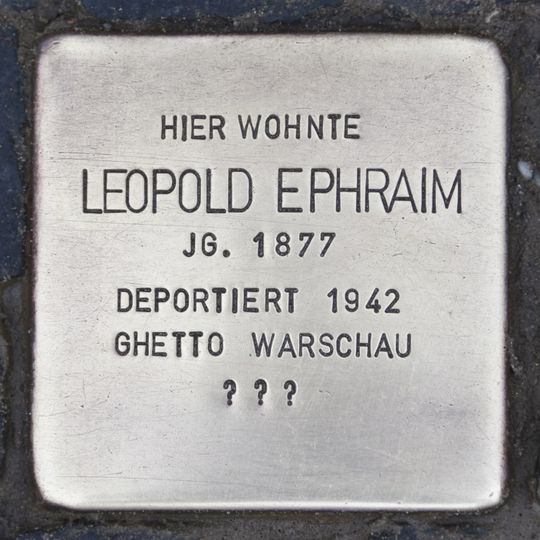 HIER WOHNTE
LEOPOLD EPHRAIM
JG. 1877
DEPORTIERT 1942
GHETTO WARSCHAU
? ? ?